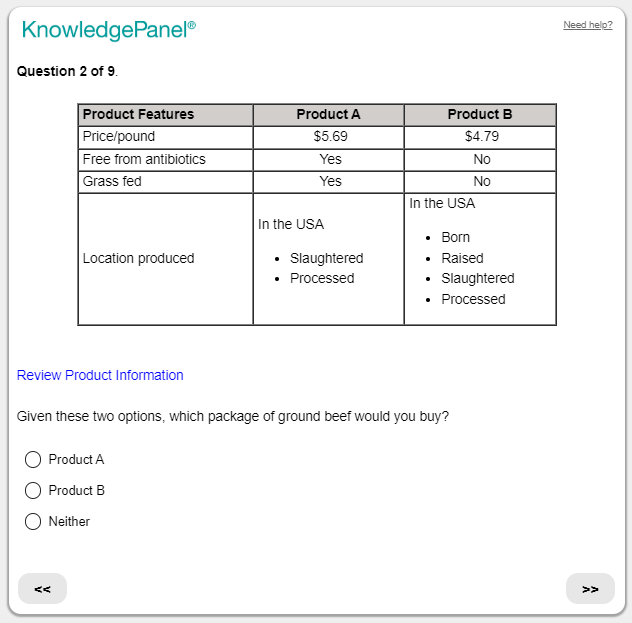 KnowledgePanel®
Need help?
Question 2 of 9.
Product Features Product A Product B
Price/pound $5.69 $4.79
Free from antibiotics Yes No
Grass fed Yes No
Location produced
In the USA
• Slaughtered
• Processed
In the USA
• Born
• Raised
• Slaughtered
• Processed
Review Product Information
Given these two options, which package of ground beef would you buy?
Product A
Product B
Neither
<<
>>